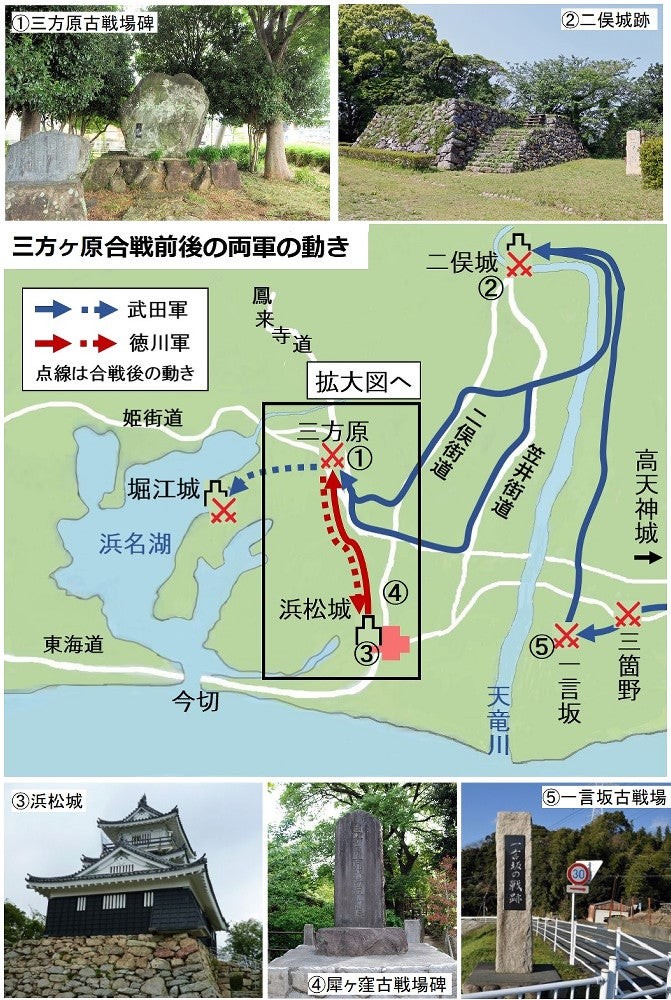 ①三方原古戦場碑
②二俣城跡
三方ヶ原合戦前後の両軍の動き
武田軍
徳川軍
点線は合戦後の動き
鳳来寺道
二俣城
②
拡大図へ
姫街道
三方原
①
二俣街道
笠井街道
高天神城
堀江城
浜名湖
浜松城
④
③
⑤
一言坂
三箇野
東海道
今切
天竜川
③浜松城
④犀ヶ窪古戦場碑
⑤一言坂古戦場
一言坂の戦跡
30